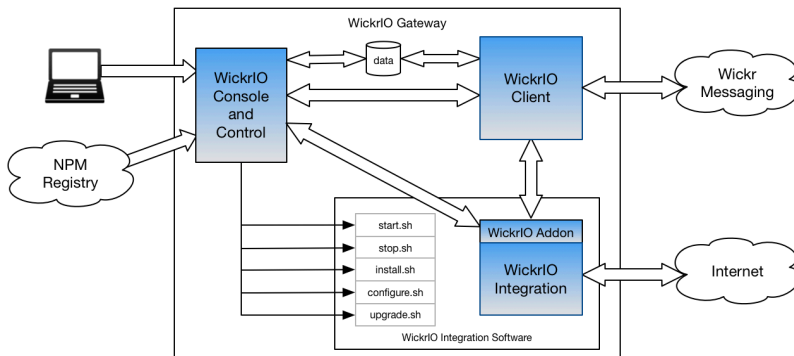 WickrIO Gateway
WickrIO
Console
and
Control
data
WickrIO
Client
Wickr
Messaging
NPM
Registry
start.sh
stop.sh
install.sh
configure.sh
upgrade.sh
WickrIO Addon
WickrIO
Integration
Internet
WickrIO Integration Software